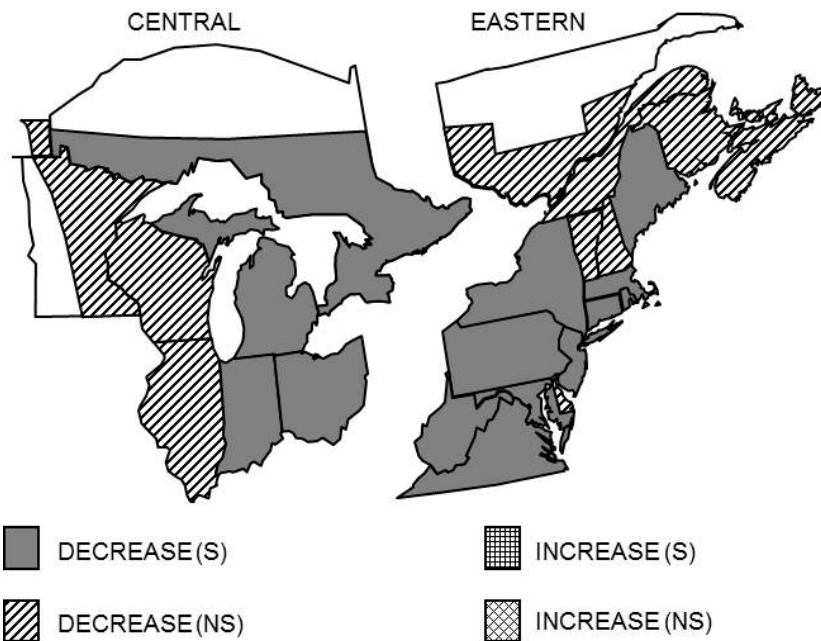 CENTRAL
EASTERN
DECREASE (S)
INCREASE (S)
DECREASE (NS)
INCREASE (NS)